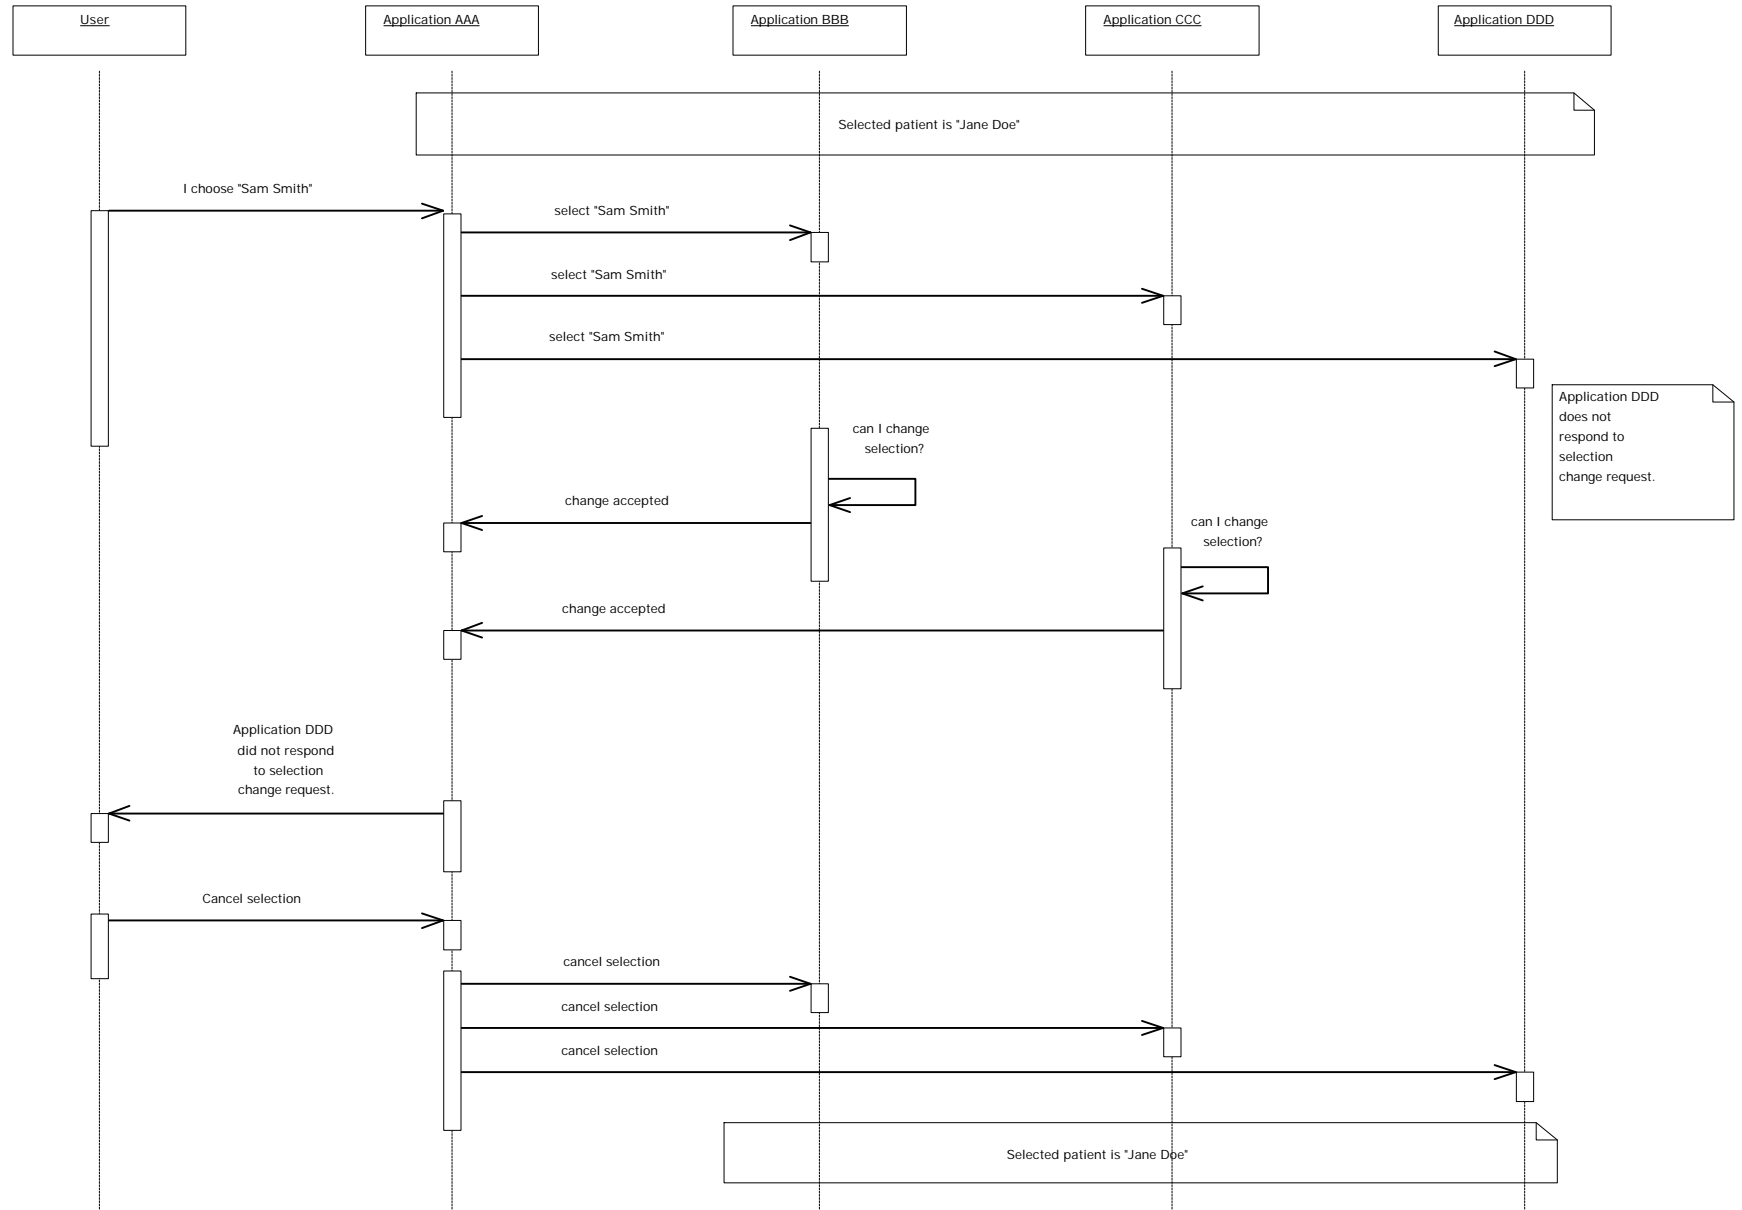 User
Application AAA
Application BBB
Application CCC
Application DDD
Selected patient is "Jane Doe"
I choose "Sam Smith"
select "Sam Smith"
select "Sam Smith"
select "Sam Smith"
Application DDD
does not
respond to
selection
change request.
can I change
selection?
change accepted
can I change
selection?
change accepted
Application DDD
did not respond
to selection
change request.
Cancel selection
cancel selection
cancel selection
cancel selection
Selected patient is "Jane Doe"